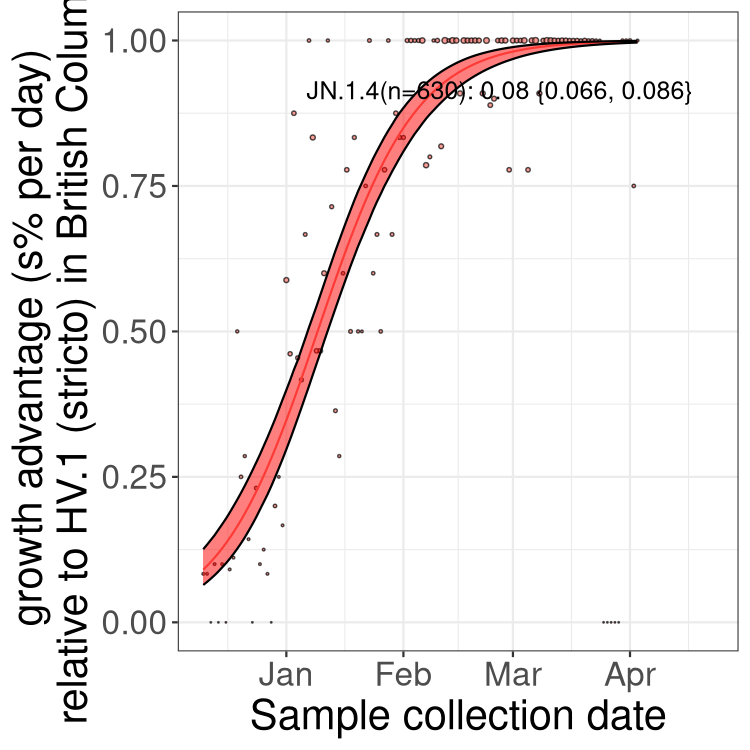 growth advantage (s% per day)
relative to HV.1 (stricto) in British Colum
1.00
0.75
0.50
0.25
0.00
JN.1.4(n=630): 0.08 {0.066, 0.086}
Jan Feb Mar Apr
Sample collection date